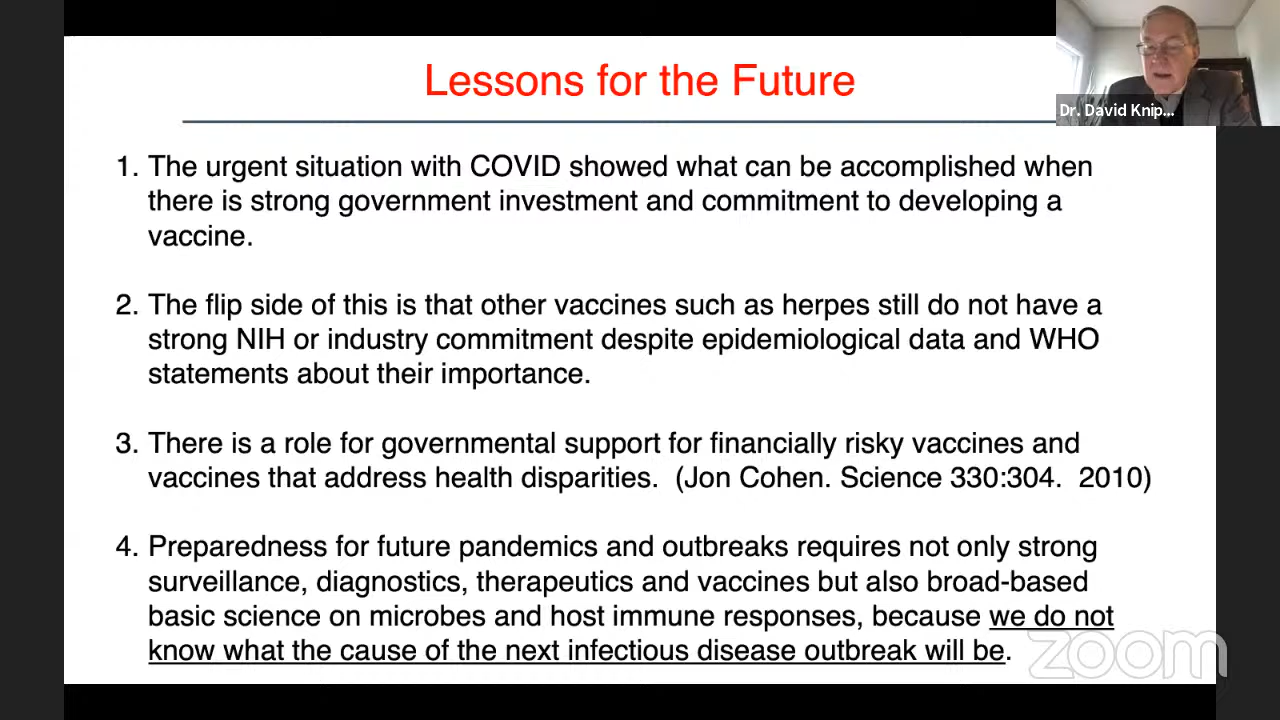 Lessons for the Future
Dr. David Knip...
1. The urgent situation with COVID showed what can be accomplished when
there is strong government investment and commitment to developing a
vaccine.
2. The flip side of this is that other vaccines such as herpes still do not have a
strong NIH or industry commitment despite epidemiological data and WHO
statements about their importance.
3. There is a role for governmental support for financially risky vaccines and
vaccines that address health disparities.  (Jon Cohen. Science 330:304.  2010)
4. Preparedness for future pandemics and outbreaks requires not only strong
surveillance, diagnostics, therapeutics and vaccines but also broad-based
basic science on microbes and host immune responses, because we do not
know what the cause of the next infectious disease outbreak will be.
zoom